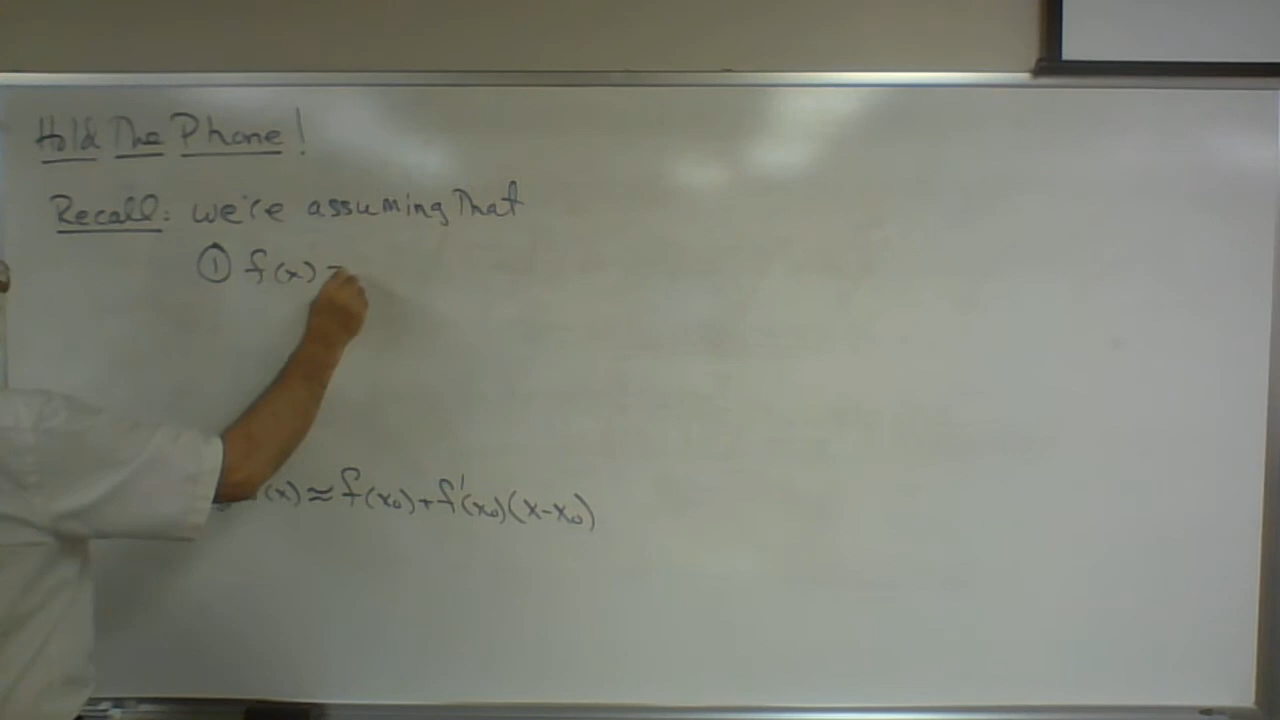 Hold The Phone!
Recall: we're assuming that
① f(x) =
(x) ≈ f(x₀) + f'(x₀)(x-x₀)